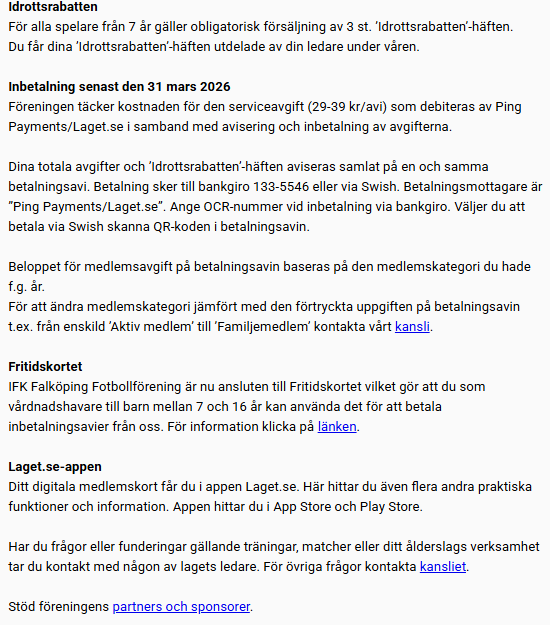 Idrottsrabatten
För alla spelare från 7 år gäller obligatorisk försäljning av 3 st. ’Idrottsrabatten’-häften.
Du får dina ’Idrottsrabatten’-häften utdelade av din ledare under våren.
Inbetalning senast den 31 mars 2026
Föreningen täcker kostnaden för den serviceavgift (29-39 kr/avi) som debiteras av Ping
Payments/Laget.se i samband med avisering och inbetalning av avgifterna.
Dina totala avgifter och ’Idrottsrabatten’-häften aviseras samlat på en och samma
betalningsavi. Betalning sker till bankgiro 133-5546 eller via Swish. Betalningsmottagare är
”Ping Payments/Laget.se”. Ange OCR-nummer vid inbetalning via bankgiro. Väljer du att
betala via Swish skanna QR-koden i betalningsavin.
Beloppet för medlemsavgift på betalningsavin baseras på den medlemskategori du hade
f.g. år.
För att ändra medlemskategori jämfört med den förtryckta uppgiften på betalningsavin
t.ex. från enskild ’Aktiv medlem’ till ’Familjemedlem’ kontakta vårt kansli.
Fritidskortet
IFK Falköping Fotbollförening är nu ansluten till Fritidskortet vilket gör att du som
vårdnadshavare till barn mellan 7 och 16 år kan använda det för att betala
inbetalningsavier från oss. För information klicka på länken.
Laget.se-appen
Ditt digitala medlemskort får du i appen Laget.se. Här hittar du även flera andra praktiska
funktioner och information. Appen hittar du i App Store och Play Store.
Har du frågor eller funderingar gällande träningar, matcher eller ditt ålderslags verksamhet
tar du kontakt med någon av lagets ledare. För övriga frågor kontakta kansliet.
Stöd föreningens partners och sponsorer.